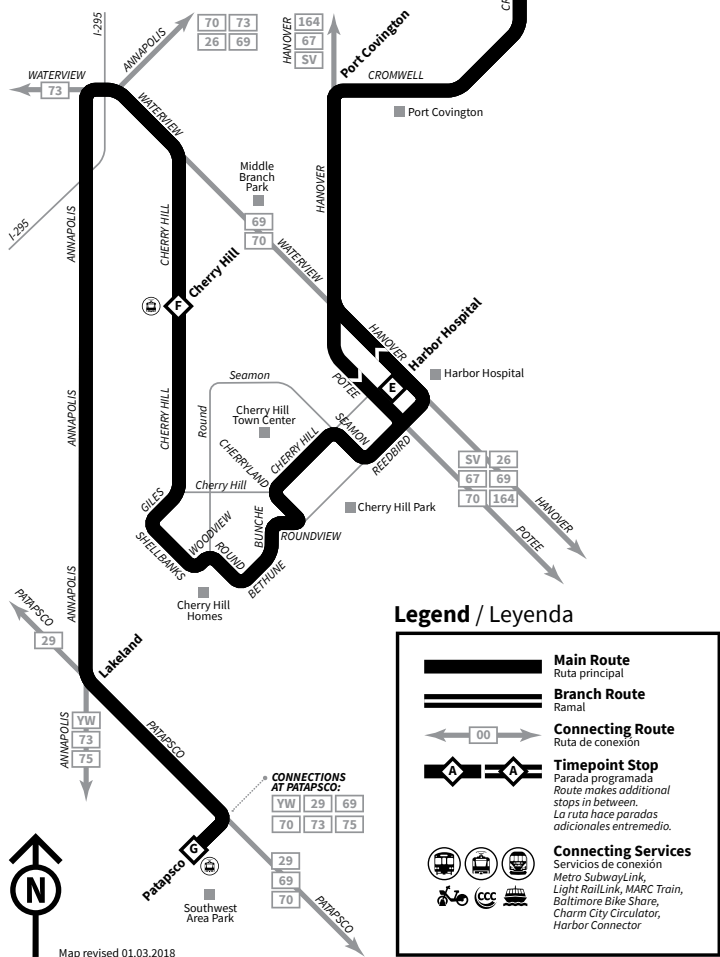 I-295
ANNAPOLIS
70 73
26 69
HANOVER
164
67
SV
Port Covington
CROMWELL
WATERVIEW
73
Port Covington
WATERVIEW
Middle
Branch
Park
69
70
HANOVER
I-295
ANNAPOLIS
CHERRY HILL
WATERVIEW
Cherry Hill
F
HANOVER
Harbor Hospital
E
Harbor Hospital
POTEE
Seamon
Round
Cherry Hill
Town Center
ANNAPOLIS
CHERRY HILL
CHERRYLAND
CHERRY HILL
SEAMON
REEDBIRD
SV 26
67 69
70 164
Cherry Hill
GILES
Cherry Hill Park
HANOVER
POTEE
WOODVIEW
BUNCHE
ROUNDVIEW
SHELLBANKS
ROUND
BETHUNE
Cherry Hill
Homes
ANNAPOLIS
PATAPSCO
29
Lakeland
ANNAPOLIS
YW
73
75
PATAPSCO
CONNECTIONS
AT PATAPSCO:
YW 29 69
70 73 75
G
Patapsco
29
69
70
PATAPSCO
Southwest
Area Park
N
Map revised 01.03.2018
Legend / Leyenda
Main Route
Ruta principal
Branch Route
Ramal
00
Connecting Route
Ruta de conexión
A A
Timepoint Stop
Parada programada
Route makes additional
stops in between.
La ruta hace paradas
adicionales entremedio.
Connecting Services
Servicios de conexión
Metro SubwayLink,
Light RailLink, MARC Train,
Baltimore Bike Share,
Charm City Circulator,
Harbor Connector
CCC